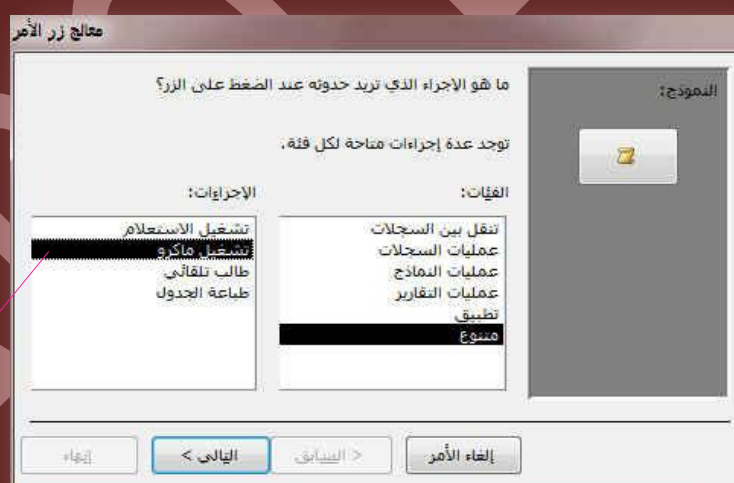 معالج زر الأمر
النموذج:
ما هو الإجراء الذي تريد حدوثه عند الضغط على الزر؟
توجد عدة إجراءات متاحة لكل فئة.
الفئات:
تنقل بين السجلات
عمليات السجلات
عمليات النماذج
عمليات التقارير
تطبيق
متنوع
الإجراءات:
تشغيل الاستعلام
تشغيل ماكرو
طالب تلقائي
طباعة الجدول
إلغاء الأمر
< السابق
التالي >
إنهاء